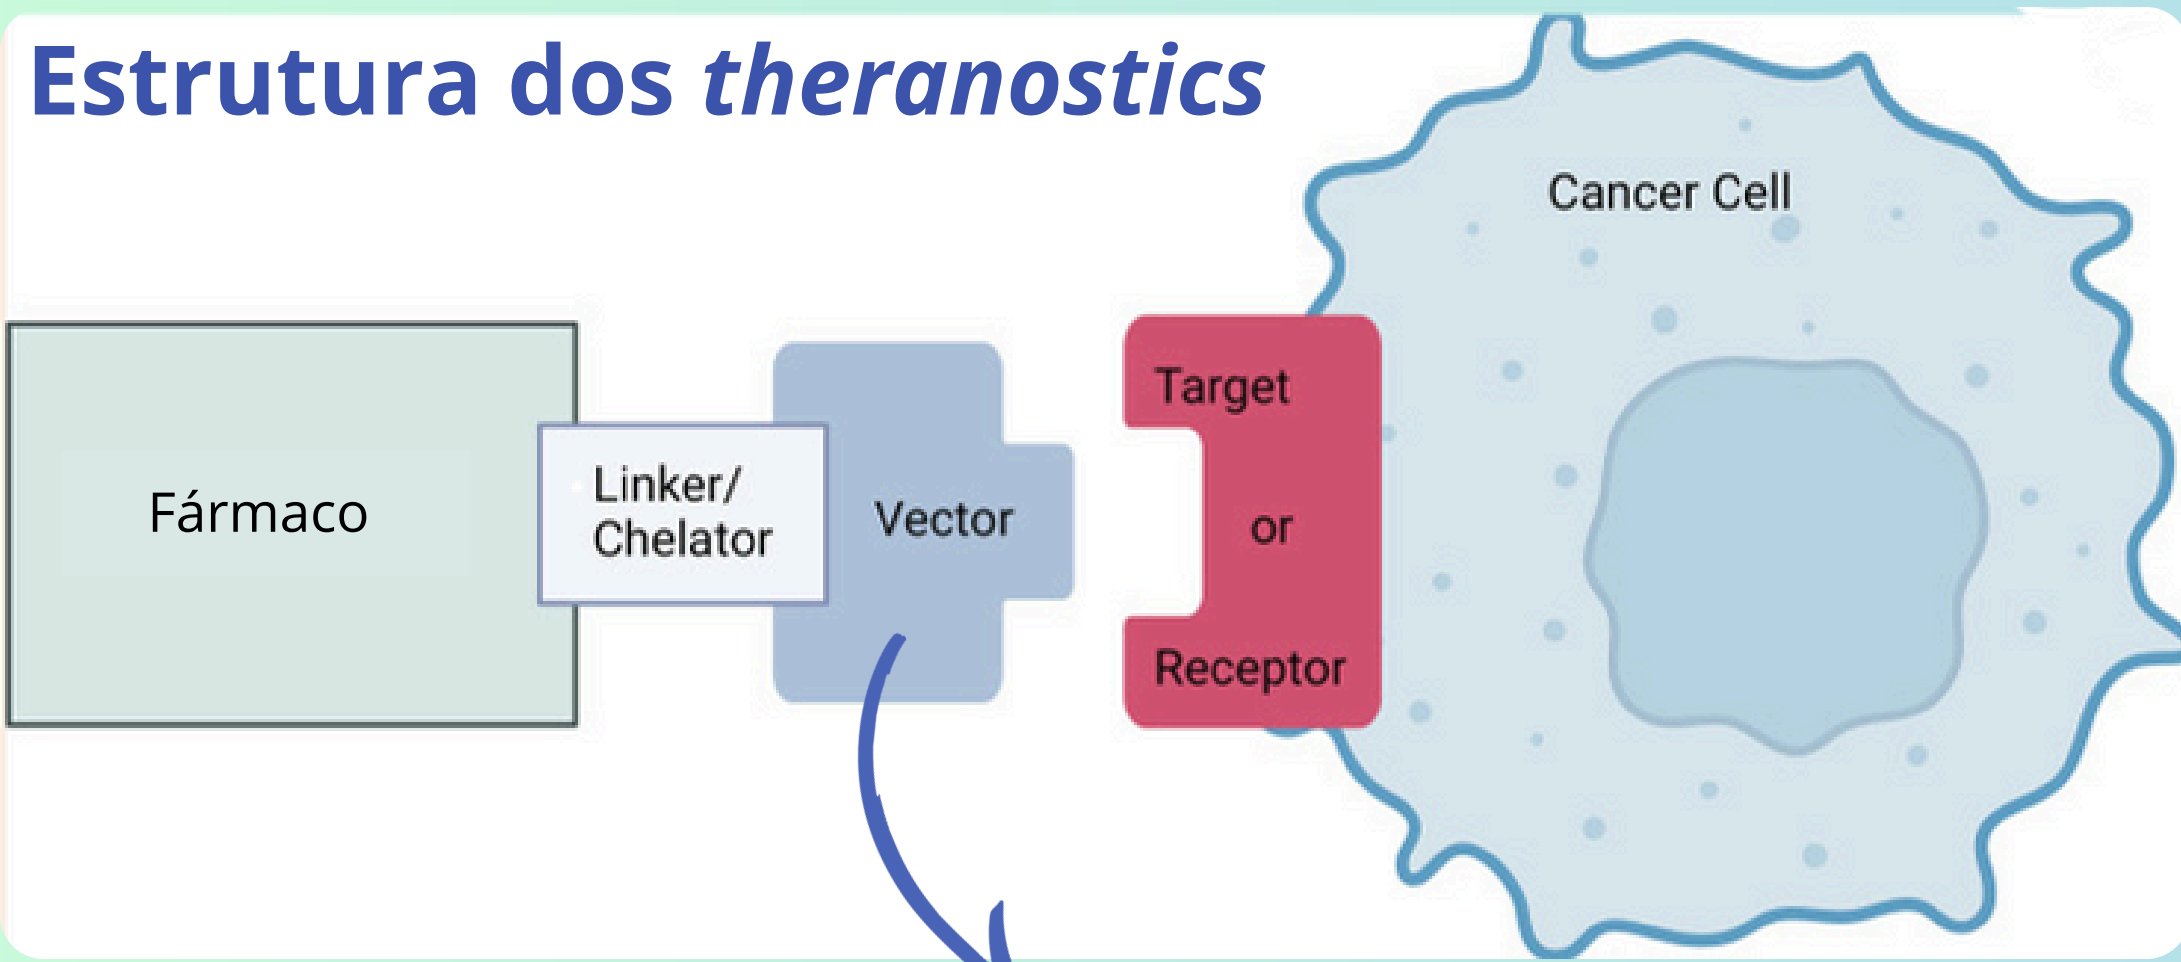 Estrutura dos theranostics
Cancer Cell
Fármaco
Linker/
Chelator
Vector
Target
or
Receptor